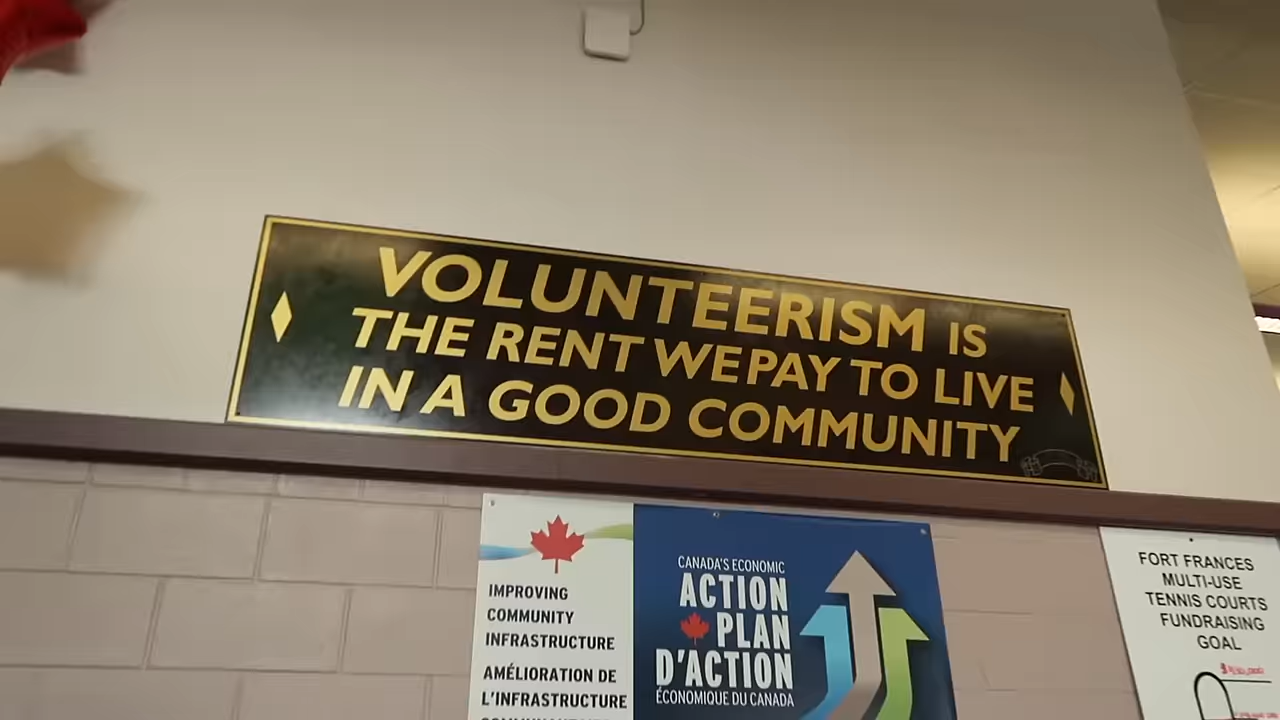 VOLUNTEERISM IS
THE RENT WE PAY TO LIVE
IN A GOOD COMMUNITY
IMPROVING
COMMUNITY
INFRASTRUCTURE
AMÉLIORATION DE
L'INFRASTRUCTURE
CANADA'S ECONOMIC
ACTION
PLAN
D'ACTION
ÉCONOMIQUE DU CANADA
FORT FRANCES
MULTI-USE
TENNIS COURTS
FUNDRAISING
GOAL